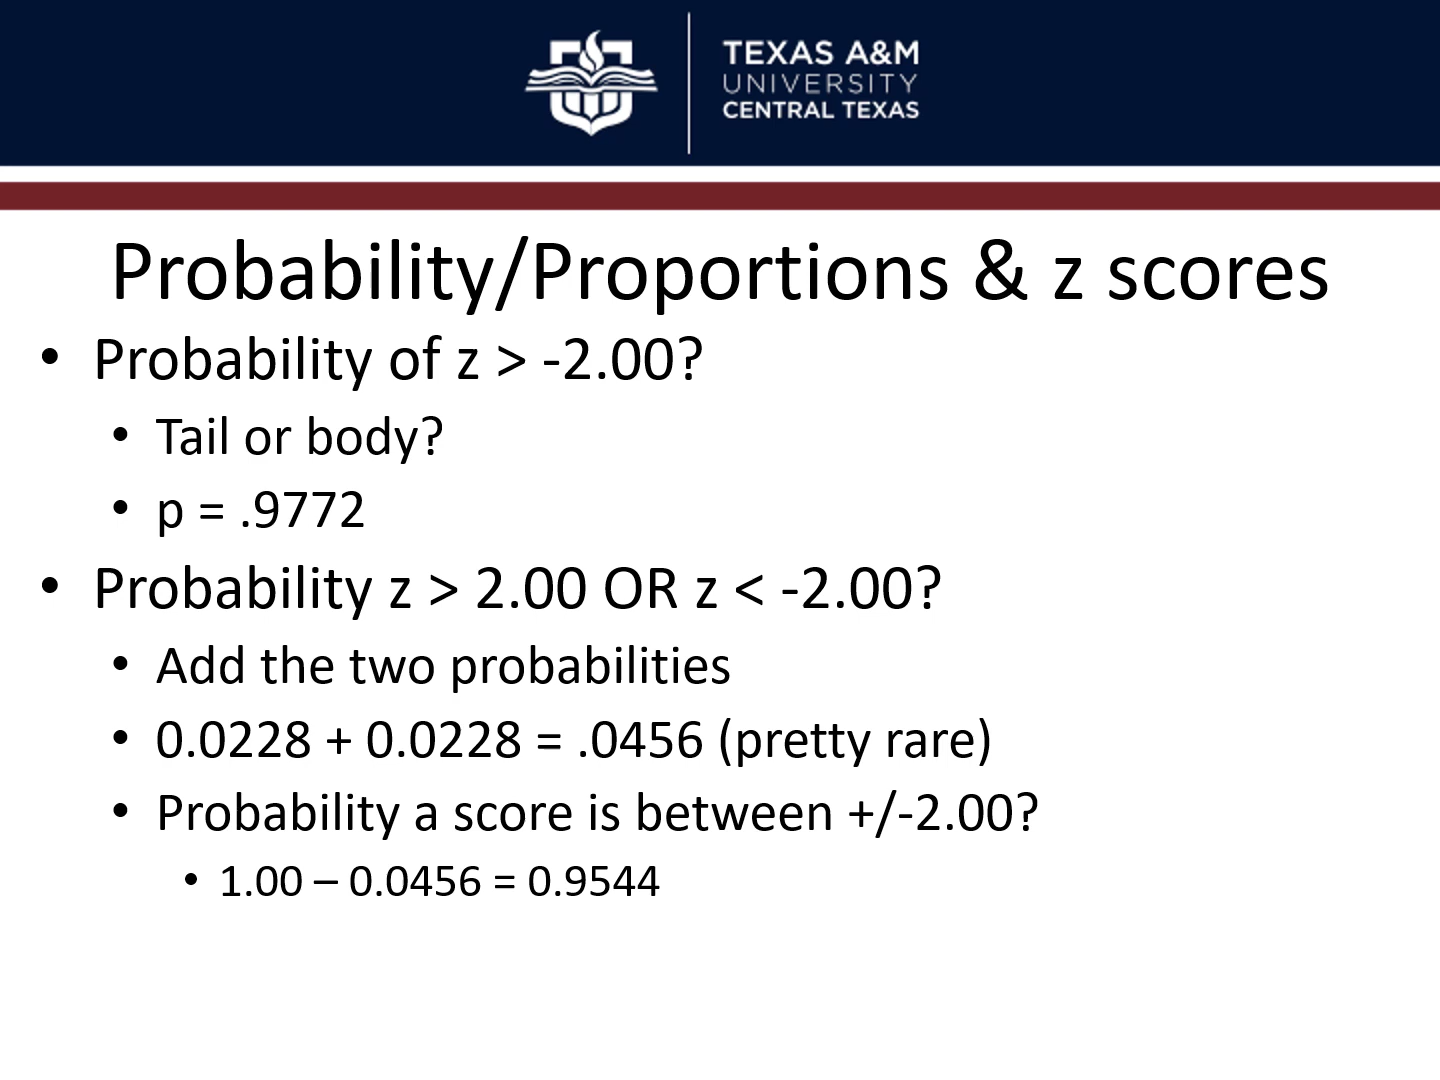 TEXAS A&M
UNIVERSITY
CENTRAL TEXAS
Probability/Proportions & z scores
• Probability of z > -2.00?
• Tail or body?
• p = .9772
• Probability z > 2.00 OR z < -2.00?
• Add the two probabilities
• 0.0228 + 0.0228 = .0456 (pretty rare)
• Probability a score is between +/-2.00?
• 1.00 – 0.0456 = 0.9544